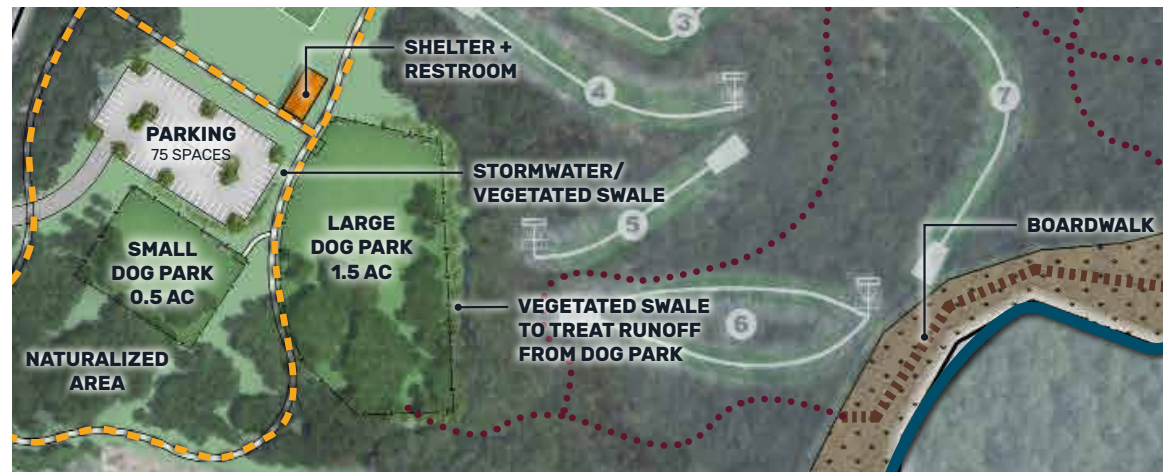 3
SHELTER +
RESTROOM
4
7
PARKING
75 SPACES
STORMWATER/
VEGETATED SWALE
LARGE
DOG PARK
1.5 AC
5
BOARDWALK
SMALL
DOG PARK
0.5 AC
VEGETATED SWALE
TO TREAT RUNOFF
FROM DOG PARK
6
NATURALIZED
AREA